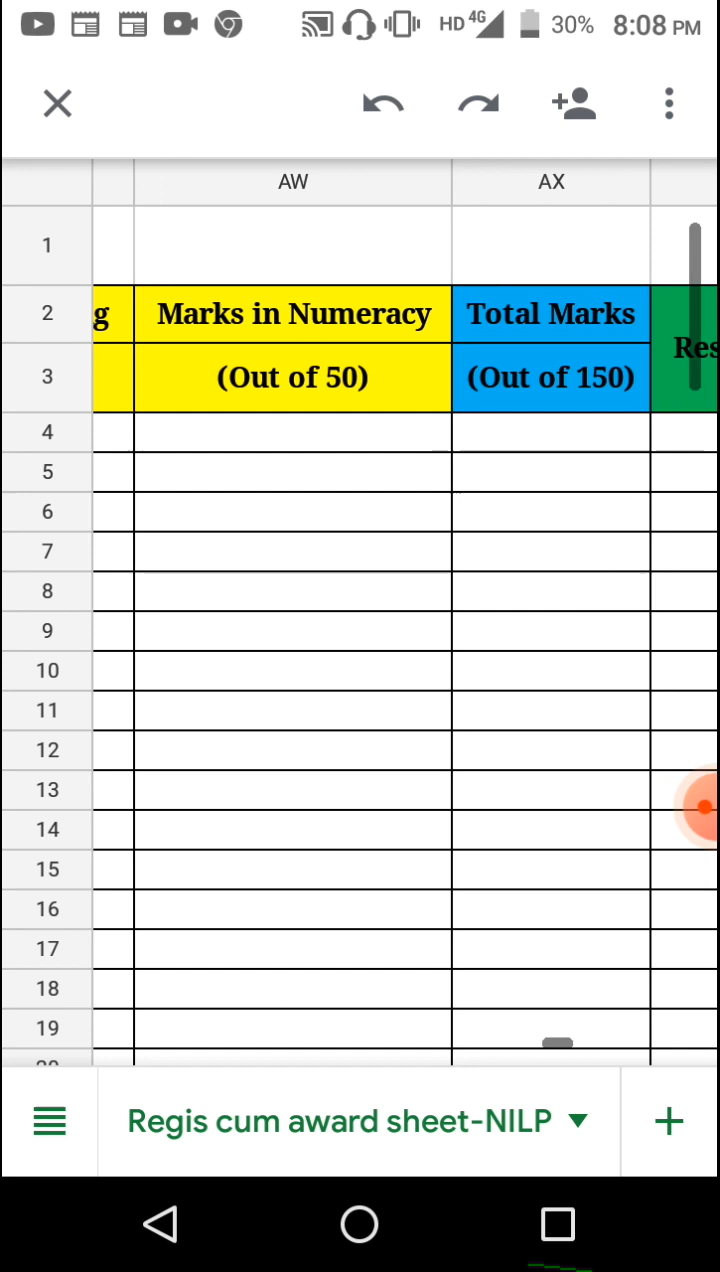 HD 4G 30% 8:08 PM
AW AX
1
2 g Marks in Numeracy Total Marks
Res
3 (Out of 50) (Out of 150)
4
5
6
7
8
9
10
11
12
13
14
15
16
17
18
19
Regis cum award sheet-NILP